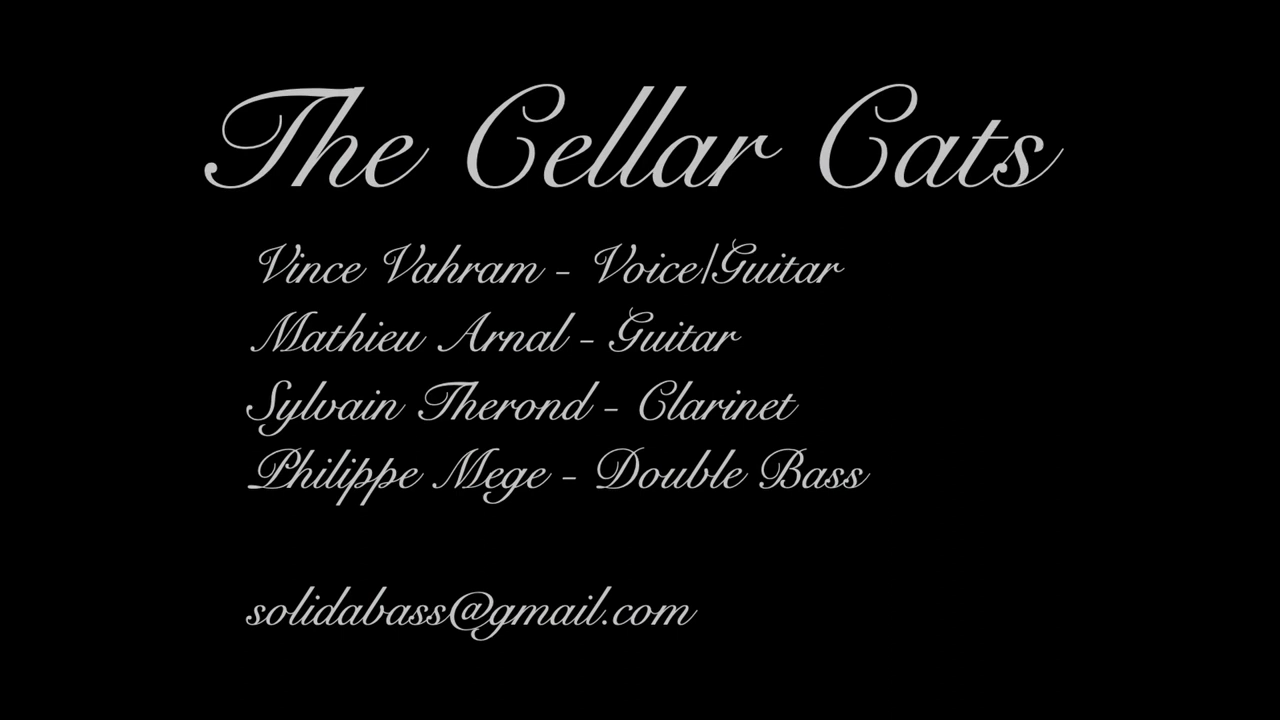 The Cellar Cats
Vince Vahram - Voice/Guitar
Mathieu Arnal - Guitar
Sylvain Therond - Clarinet
Philippe Mege - Double Bass
solidabass@gmail.com